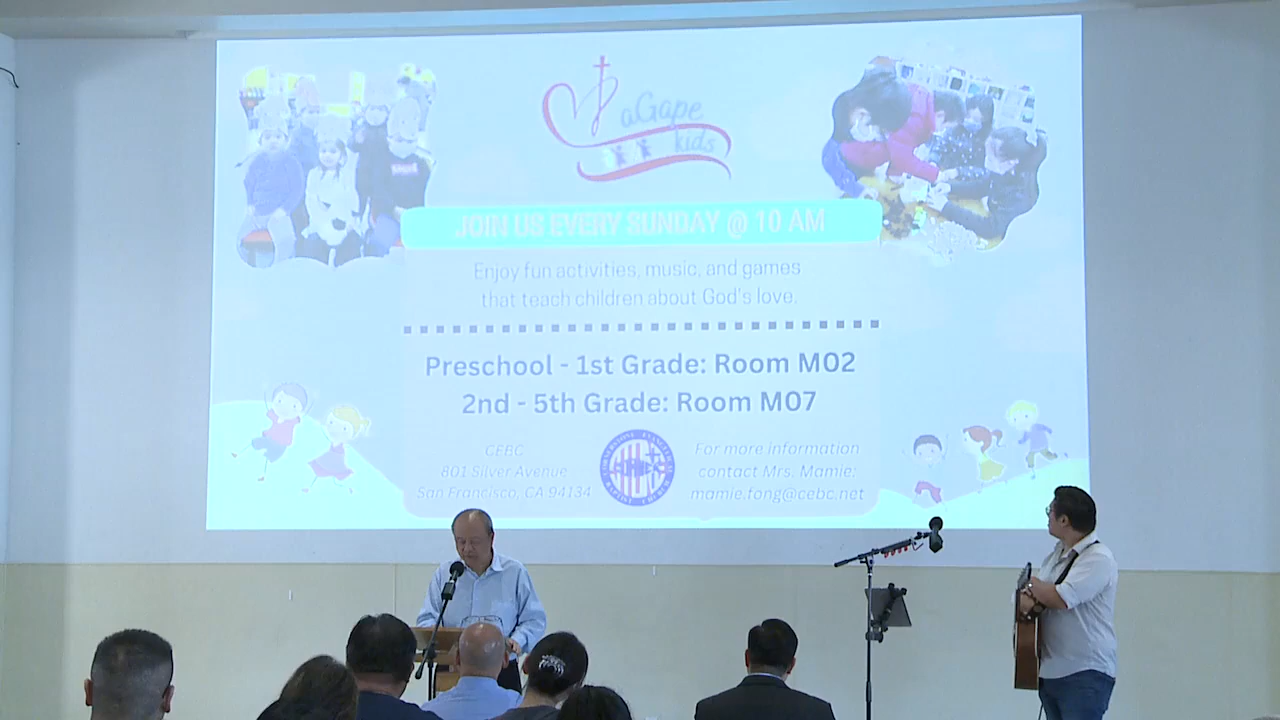 aGape
kids
JOIN US EVERY SUNDAY @ 10 AM
Enjoy fun activities, music, and games
that teach children about God's love.
Preschool - 1st Grade: Room M02
2nd - 5th Grade: Room M07
CEBC
801 Silver Avenue
San Francisco, CA 94134
For more information
contact Mrs. Mamie:
mamie.fong@cebc.net